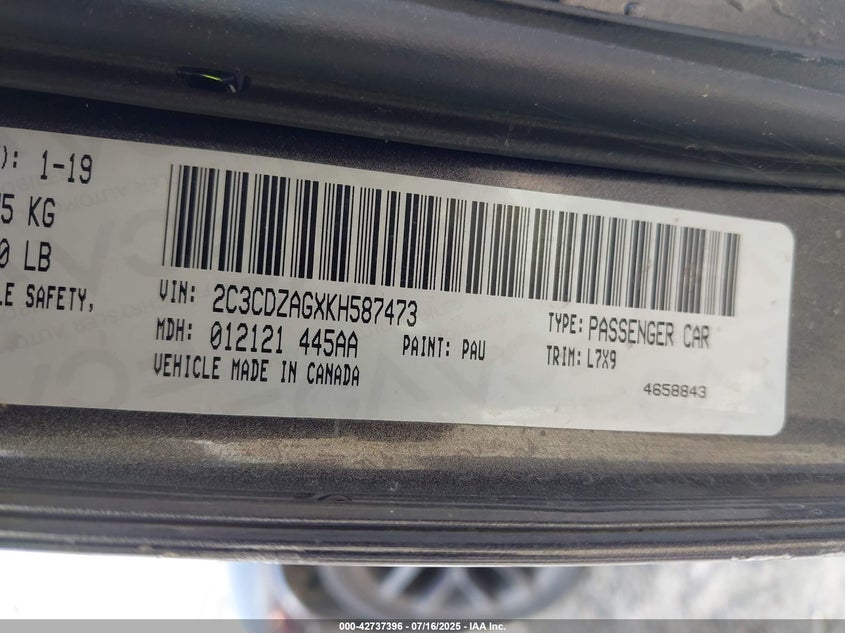 ): 1-19
5 KG
0 LB
LE SAFETY,
VIN: 2C3CDZAGXKH587473
TYPE: PASSENGER CAR
MDH: 012121 445AA
PAINT: PAU
TRIM: L7X9
VEHICLE MADE IN CANADA
4658843
000-42737396 - 07/16/2025 - IAA Inc.